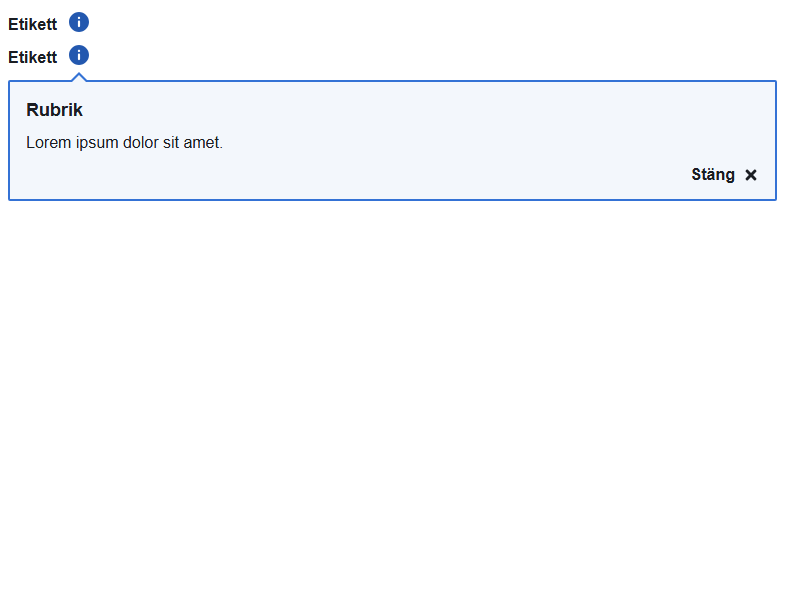 Etikett
Etikett
Rubrik
Lorem ipsum dolor sit amet.
Stäng